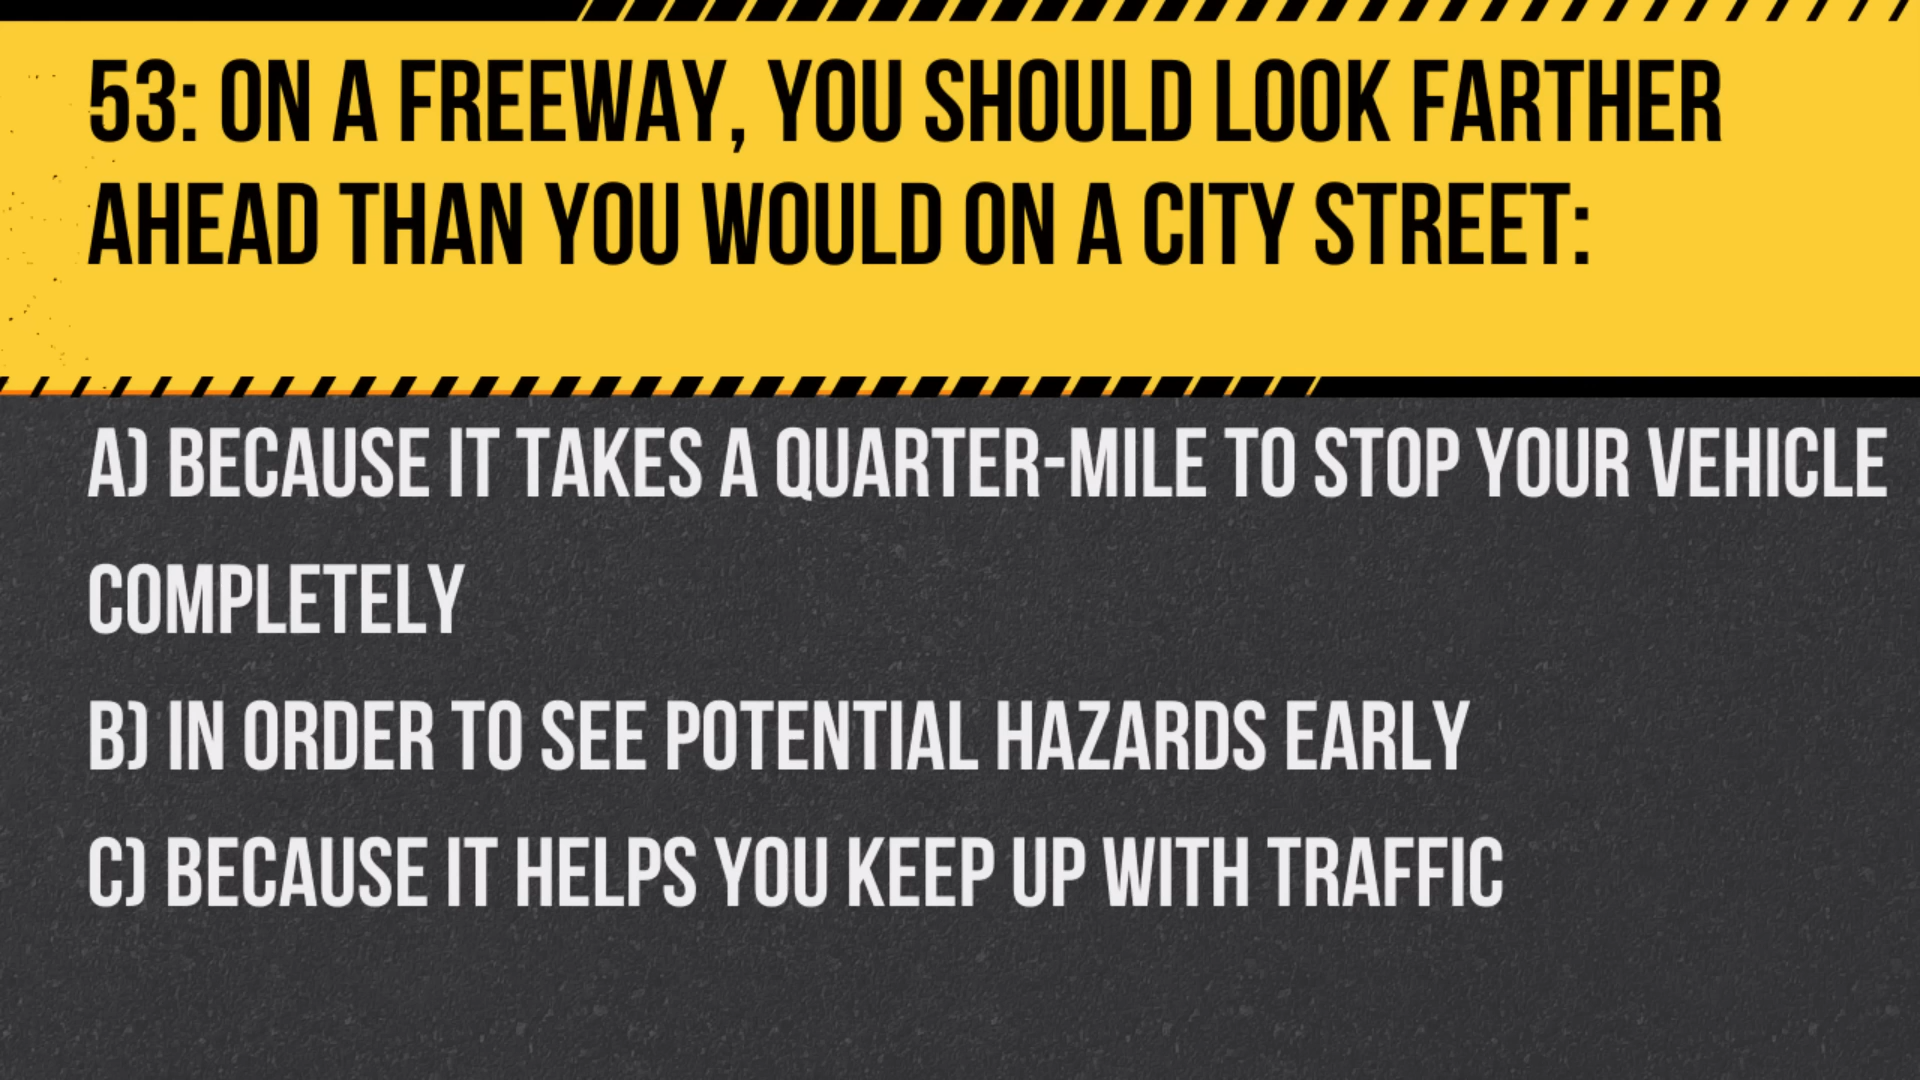 53: ON A FREEWAY, YOU SHOULD LOOK FARTHER
AHEAD THAN YOU WOULD ON A CITY STREET:
A) BECAUSE IT TAKES A QUARTER-MILE TO STOP YOUR VEHICLE
COMPLETELY
B) IN ORDER TO SEE POTENTIAL HAZARDS EARLY
C) BECAUSE IT HELPS YOU KEEP UP WITH TRAFFIC